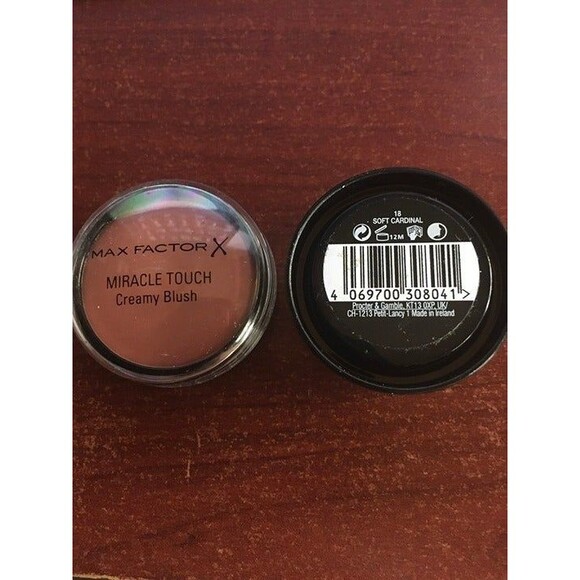 MAX FACTOR X
MIRACLE TOUCH
Creamy Blush
18
SOFT CARDINAL
12M
4 069700 308041 >
Procter & Gamble, KT13 0XP, UK/
CH-1213 Petit-Lancy 1 Made in Ireland